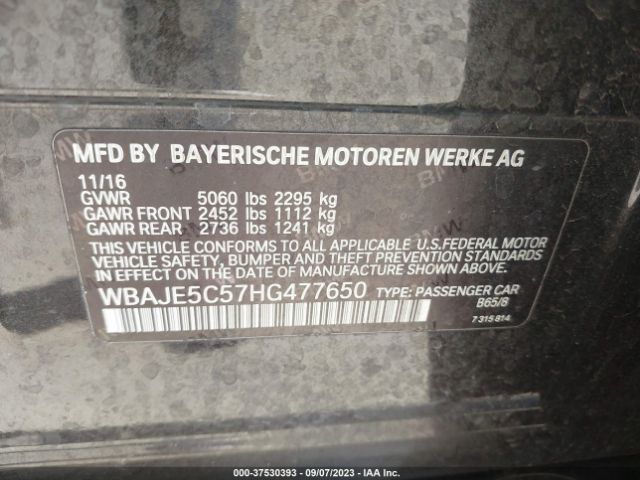 MFD BY BAYERISCHE MOTOREN WERKE AG
11/16
GVWR 5060 lbs 2295 kg
GAWR FRONT 2452 lbs 1112 kg
GAWR REAR 2736 lbs 1241 kg
THIS VEHICLE CONFORMS TO ALL APPLICABLE U.S.FEDERAL MOTOR
VEHICLE SAFETY, BUMPER AND THEFT PREVENTION STANDARDS
IN EFFECT ON THE DATE OF MANUFACTURE SHOWN ABOVE.
WBAJE5C57HG477650 TYPE: PASSENGER CAR
B65/8
7 315 814
000-37530393 - 09/07/2023 - IAA Inc.